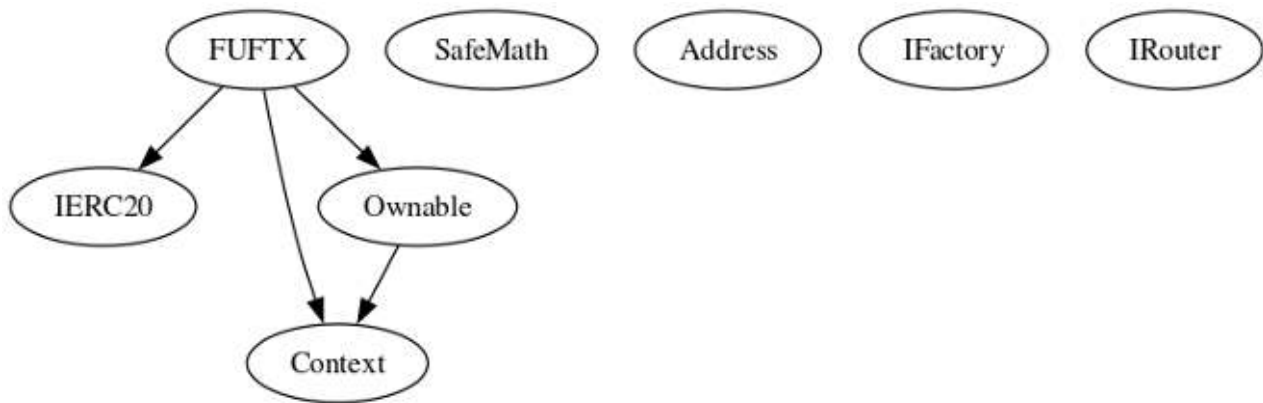 FUFTX
SafeMath
Address
IFactory
IRouter
IERC20
Ownable
Context